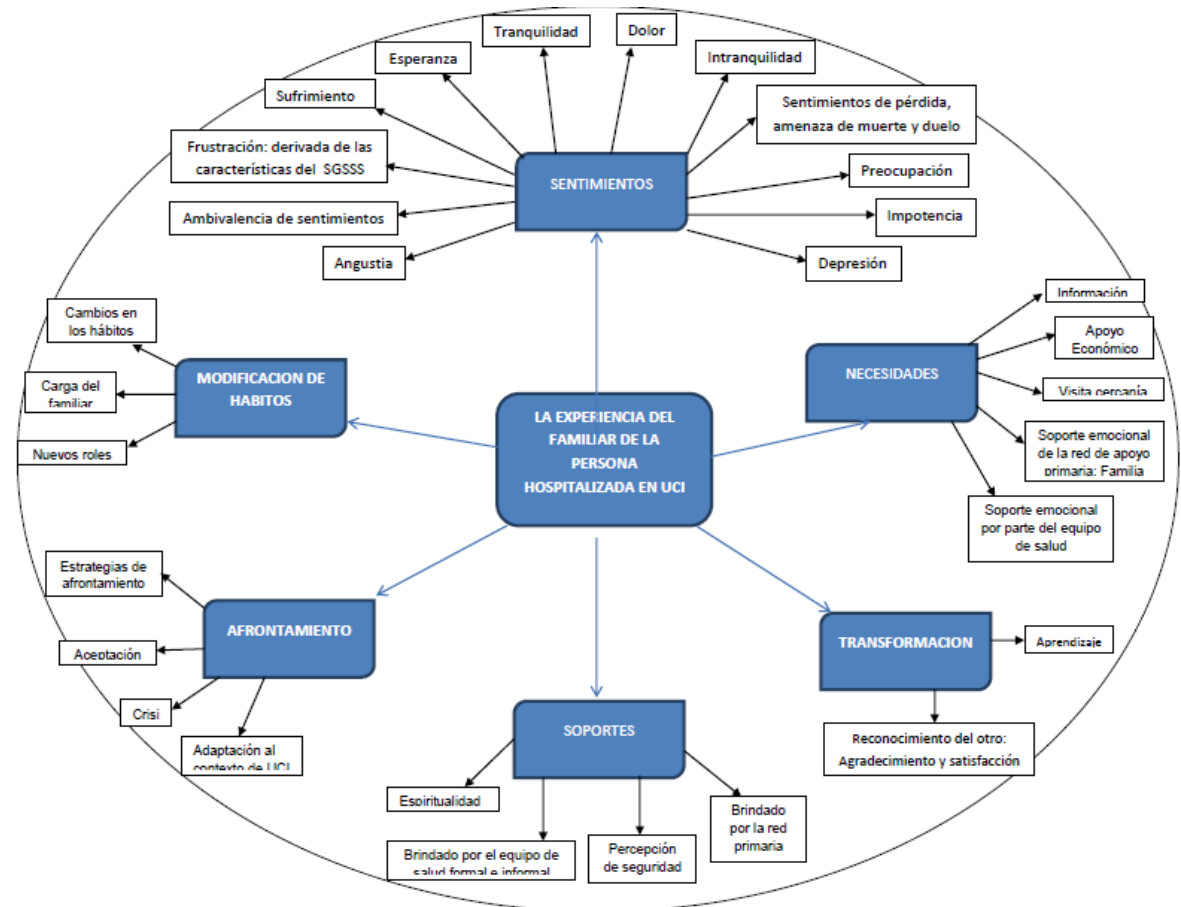 Tranquilidad
Dolor
Esperanza
Intranquilidad
Sufrimiento
Sentimientos de pérdida,
amenaza de muerte y duelo
Frustración: derivada de las
características del SGSSS
SENTIMIENTOS
Preocupación
Ambivalencia de sentimientos
Impotencia
Angustia
Depresión
Cambios en
los hábitos
MODIFICACION DE
HABITOS
Carga del
familiar
Nuevos roles
LA EXPERIENCIA DEL
FAMILIAR DE LA
PERSONA
HOSPITALIZADA EN UCI
NECESIDADES
Información
Apoyo
Económico
Visita cercanía
Soporte emocional
de la red de apoyo
primaria: Familia
Soporte emocional
por parte del equipo
de salud
Estrategias de
afrontamiento
AFRONTAMIENTO
Aceptación
Crisi
Adaptación al
contexto de UCI
TRANSFORMACION
Aprendizaje
Reconocimiento del otro:
Agradecimiento y satisfacción
SOPORTES
Espiritualidad
Brindado por el equipo de
salud formal e informal
Percepción
de seguridad
Brindado
por la red
primaria